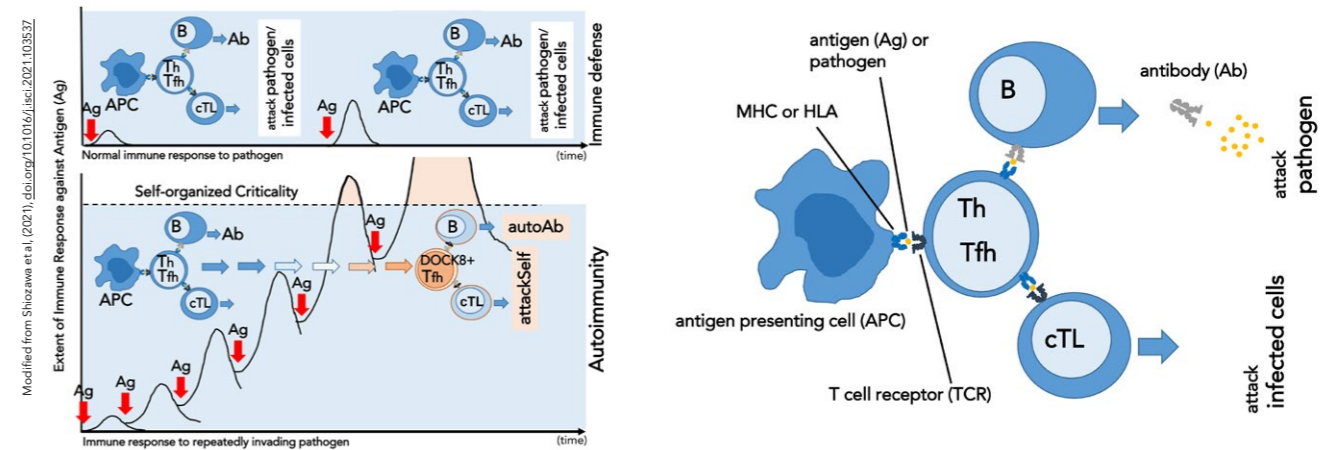 Modified from Shiozawa et al, (2021), doi.org/10.1016/j.isci.2021.103537
Extent of Immune Response against Antigen (Ag)
B
Ab
Th
Tfh
APC
cTL
attack pathogen/
infected cells
Ag
B
Ab
Th
Tfh
APC
cTL
attack pathogen/
infected cells
Ag
Immune defense
Normal immune response to pathogen
(time)
Self-organized Criticality
B
Ab
Th
Tfh
APC
cTL
Ag
B
autoAb
DOCK8+
Tfh
cTL
attackSelf
Ag
Ag
Ag
Ag
Ag
Autoimmunity
Immune response to repeatedly invading pathogen
(time)
antigen (Ag) or
pathogen
MHC or HLA
B
antibody (Ab)
attack
pathogen
Th
Tfh
antigen presenting cell (APC)
cTL
T cell receptor (TCR)
attack
infected cells